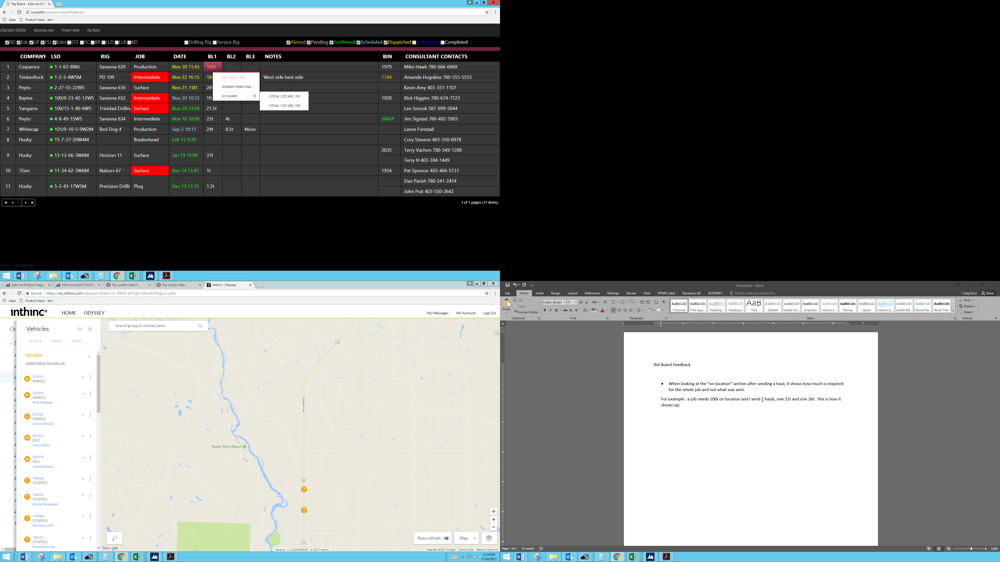 Rig Board - eService Onli
sanjel08/eserviceonline/RigBoard
Apps Product Hauls - eSer
eService Online Upcoming Jobs Product Hauls Rig Board
RD Eds GP FSJ Edm EST SC BR LLD LLB KD Drilling Rig Service Rig Alerted Pending Confirmed Scheduled Dispatched In Progress Completed
COMPANY LSD RIG JOB DATE BL1 BL2 BL3 NOTES BIN CONSULTANT CONTACTS
1 Cequence 1-1-63-8W6 Savanna 629 * Production Nov 30 11:43 100t 20t 1979 Mike Hawk 780-666-6969
2 TimberRock 1-2-3-4W5M PD 199 * Intermediate Nov 22 16:15 18 West side best side 1744 Amanda Hugnkiss 780-555-5555
3 Peyto 2-27-55-22W5 Savanna 616 * Surface Nov 21 7:00 28 Kevin Amy 403-351-1107
4 Baytex 100/9-23-42-12W5 Savanna 652 Intermediate Nov 20 10:33 19. 1928 Rick Higgins 780-674-7723
5 Yangarra 100/15-1-40-6W5 Trinidad Drilling Surface Nov 20 23:59 21.5t Len Smook 587-999-5044
6 Peyto 4-8-49-15W5 Savanna 634 * Intermediate Nov 18 10:00 22t 4t 2045P Jim Sigstad 780-402-5903
7 Whitecap 101/9-10-5-9W2M Red Dog 4 * Production Sep 2 18:15 24t 8.5t More Lance Fonstad
8 Husky 15-7-27-20W4M Bradenhead Feb 15 9:28 Cory Stevens 403-350-0978
9 Husky 13-13-66-3W6M Horizon 11 * Surface Jan 19 15:00 37t 2035 Terry Vachon 780-349-1208
Terry H 403-304-1449
10 7Gen 11-34-62-3W6M Nabors 67 * Surface Dec 14 13:47 1t 1954 Pat Spencer 403-466-5131
11 Husky 5-2-43-17W5M Precision Drillin Plug Dec 13 13:15 1.3t Dan Parish 780-241-2414
John Prat 403-550-2642
Don't need a haul
Schedule Product Haul
On Location
LITEmix 1325 (AB)_100
LITEmix 1325 (AB)_100
1
1 of 1 pages (11 items)
© 2017 - eServiceOnline
eService Product Usage eService Import Tool Pro Rig Locator Search Rig Locator Map inthinc - Odyssey
Secure https://my.inthinc.com/odyssey/?ticket=ST-30039-afCYgfv1SNvZkSPNgEzs-cas#/
Apps Product Hauls - eSer
inthinc® HOME ODYSSEY My Messages My Account Log Out
Or Vehicles
Search group or vehicle name
VEHICLE DRIVER TODAY
RED DEER
Sanjel Energy Services, Inc.
201115
PARKED
201329
PARKED
Mike Waldram
201330
PARKED
Andrew McGill
201331
IDLE
Trevor Bolan
201479
IDLE
Landon Rosene
745038
STOPPED
745039
STOPPED
Brodie Macdonald
745088
STOPPED
Wes Moncrieff
746111
STOPPED
Richard Van Dyk
53
22
Cowboy Trail
756 Rd
756 Rd
Rustic River Resort
756 Rd
22
756 Rd
22
Auto refresh Map
Google
Version: 1.3.2-SNAPSHOT | © 2017 inthinc
Map data ©2017 Google Terms of Use Report a map error
12:14 PM
11/30/2017
Document1 - Word
File Home Insert Design Layout References Mailings Review View DYMO Label Dynamics AX ACROBAT Tell me what you want to do... Craig Kunz Share
Paste Cut
Copy
Format Painter
Clipboard
Calibri (Body) 11
Font
Paragraph
¶ Normal ¶ No Spac... Heading 1 Heading 2 Title Subtitle Subtle Em... Emphasis Intense E... Strong Quote Intense Q... Subtle Ref... Intense Re... Book Title
Styles
Find
Replace
Select
Editing
Rid Board Feedback
• When looking at the “on location” section after sending a haul, it shows how much is required
for the whole job and not what was sent.
For example: a job needs 100t on location and I send 2 hauls, one 21t and one 26t. this is how it
shows up:
Page 1 of 1 53 words
120%